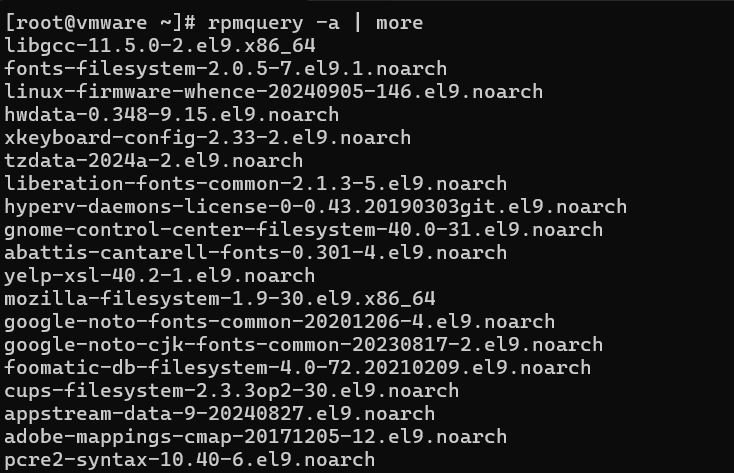 [root@vmware ~]# rpmquery -a | more
libgcc-11.5.0-2.el9.x86_64
fonts-filesystem-2.0.5-7.el9.1.noarch
linux-firmware-whence-20240905-146.el9.noarch
hwdata-0.348-9.15.el9.noarch
xkeyboard-config-2.33-2.el9.noarch
tzdata-2024a-2.el9.noarch
liberation-fonts-common-2.1.3-5.el9.noarch
hyperv-daemons-license-0-0.43.20190303git.el9.noarch
gnome-control-center-filesystem-40.0-31.el9.noarch
abattis-cantarell-fonts-0.301-4.el9.noarch
yelp-xsl-40.2-1.el9.noarch
mozilla-filesystem-1.9-30.el9.x86_64
google-noto-fonts-common-20201206-4.el9.noarch
google-noto-cjk-fonts-common-20230817-2.el9.noarch
foomatic-db-filesystem-4.0-72.20210209.el9.noarch
cups-filesystem-2.3.3op2-30.el9.noarch
appstream-data-9-20240827.el9.noarch
adobe-mappings-cmap-20171205-12.el9.noarch
pcre2-syntax-10.40-6.el9.noarch